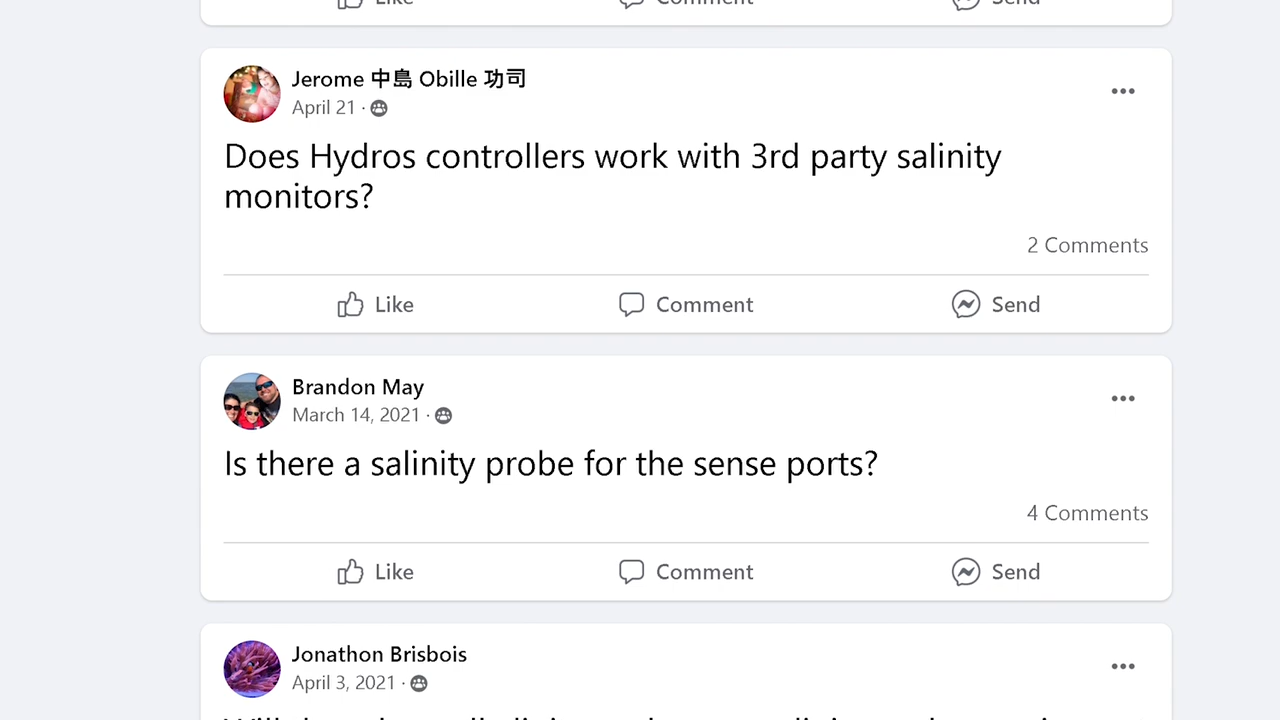 Like Comment Send
Jerome 中島 Obille 功司
April 21 ·
Does Hydros controllers work with 3rd party salinity
monitors?
2 Comments
Like Comment Send
Brandon May
March 14, 2021 ·
Is there a salinity probe for the sense ports?
4 Comments
Like Comment Send
Jonathon Brisbois
April 3, 2021 ·